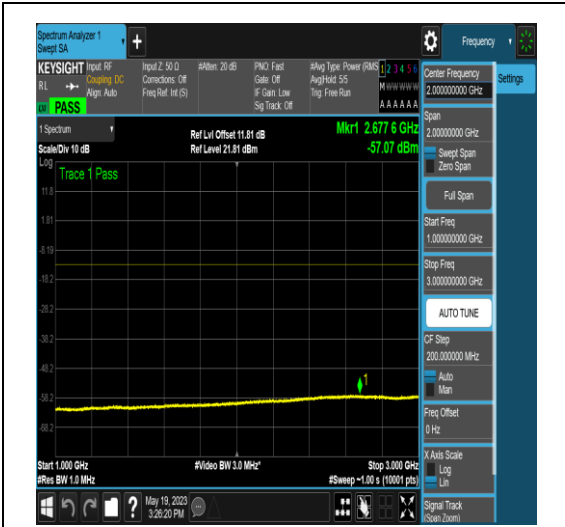 Spectrum Analyzer 1
Swept SA
+
Frequency
KEYSIGHT
RL
PASS
Input: RF
Coupling: DC
Align: Auto
Input Z: 50 Ω
Corrections: Off
Freq Ref: Int (S)
#Atten: 20 dB
PNO: Fast
Gate: Off
IF Gain: Low
Sig Track: Off
#Avg Type: Power (RMS
Avg|Hold: 5/5
Trig: Free Run
1 2 3 4 5 6
M W W W W W
A A A A A A
1 Spectrum
Scale/Div 10 dB
Ref Lvl Offset 11.81 dB
Ref Level 21.81 dBm
Mkr1 2.677 6 GHz
-57.07 dBm
Log
Trace 1 Pass
11.8
1.81
-8.19
-18.2
-28.2
-38.2
-48.2
-58.2
-68.2
1
Start 1.000 GHz
#Res BW 1.0 MHz
#Video BW 3.0 MHz*
Stop 3.000 GHz
#Sweep ~1.00 s (10001 pts)
?
May 19, 2023
3:26:20 PM
Settings
Center Frequency
2.000000000 GHz
Span
2.00000000 GHz
Swept Span
Zero Span
Full Span
Start Freq
1.000000000 GHz
Stop Freq
3.000000000 GHz
AUTO TUNE
CF Step
200.000000 MHz
Auto
Man
Freq Offset
0 Hz
X Axis Scale
Log
Lin
Signal Track
(Span Zoom)